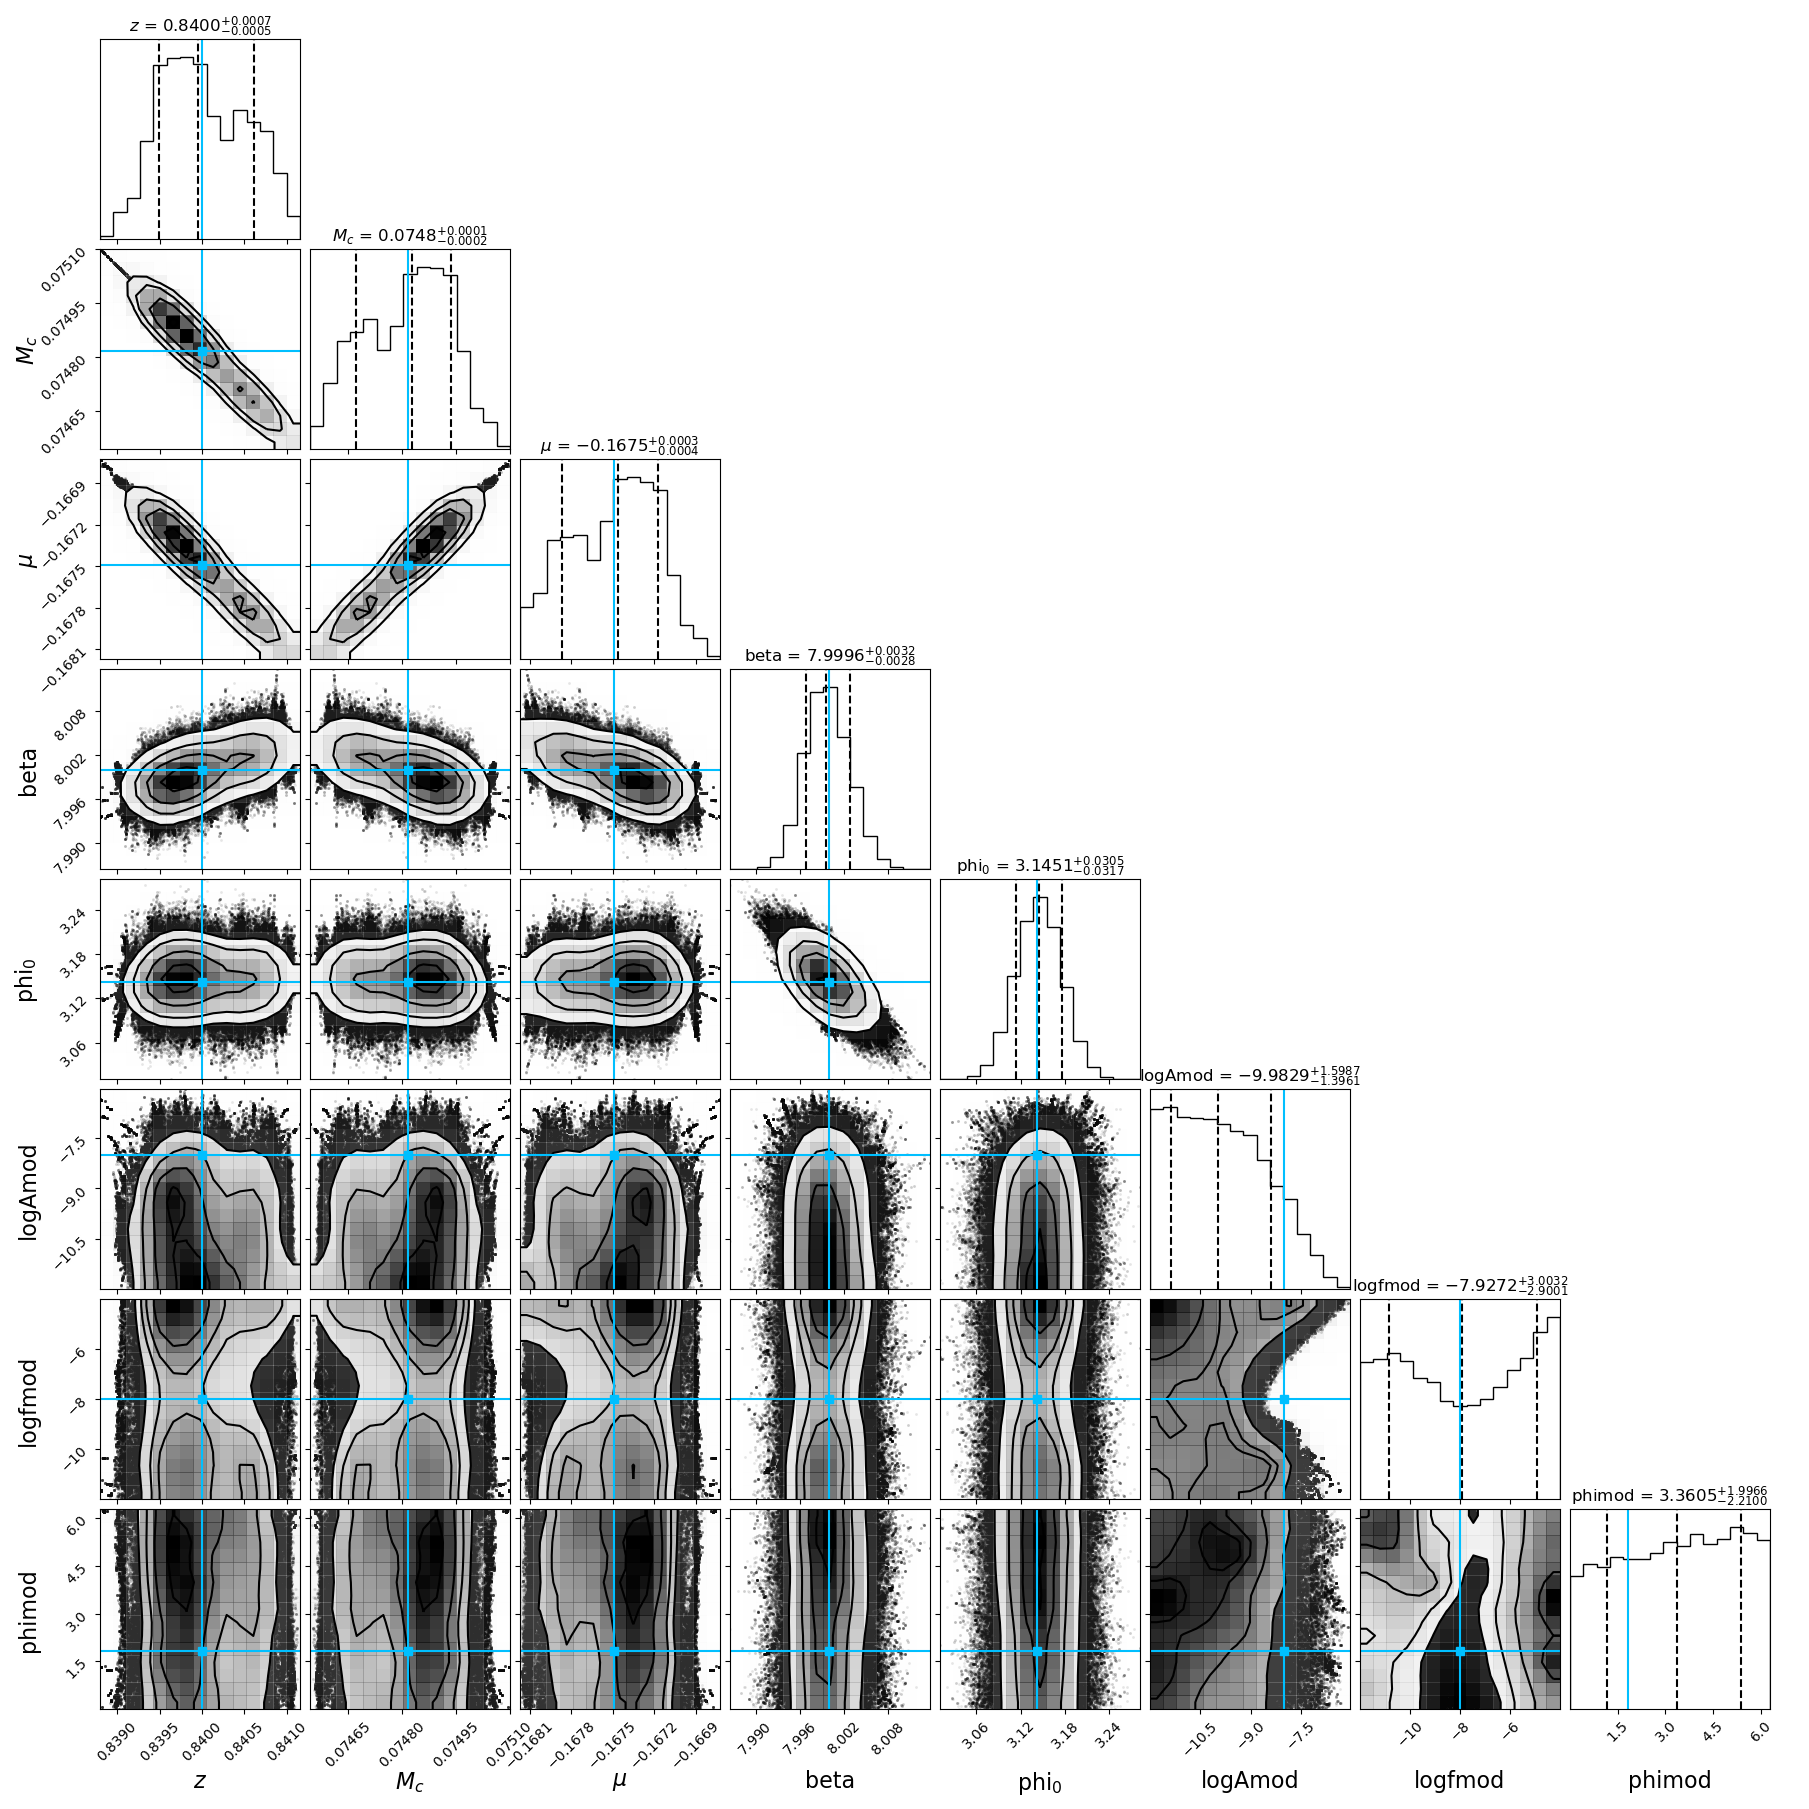 z = 0.8400+0.0007−0.0005
0.07510
0.07495
0.07480
0.07465
M_c
M_c = 0.0748+0.0001−0.0002
−0.1669
−0.1672
−0.1675
−0.1678
−0.1681
μ
μ = −0.1675+0.0003−0.0004
8.008
8.002
7.996
7.990
beta
beta = 7.9996+0.0032−0.0028
3.24
3.18
3.12
3.06
phi₀
phi₀ = 3.1451+0.0305−0.0317
−7.5
−9.0
−10.5
logAmod
logAmod = −9.9829+1.5987−1.3961
−6
−8
−10
logfmod
logfmod = −7.9272+3.0032−2.9001
6.0
4.5
3.0
1.5
phimod
phimod = 3.3605+1.9966−2.2100
0.8390 0.8395 0.8400 0.8405 0.8410 0.07465 0.07480 0.07495 0.07510 −0.1681 −0.1678 −0.1675 −0.1672 −0.1669 7.990 7.996 8.002 8.008 3.06 3.12 3.18 3.24 −10.5 −9.0 −7.5 −10 −8 −6 1.5 3.0 4.5 6.0
z M_c μ beta phi₀ logAmod logfmod phimod